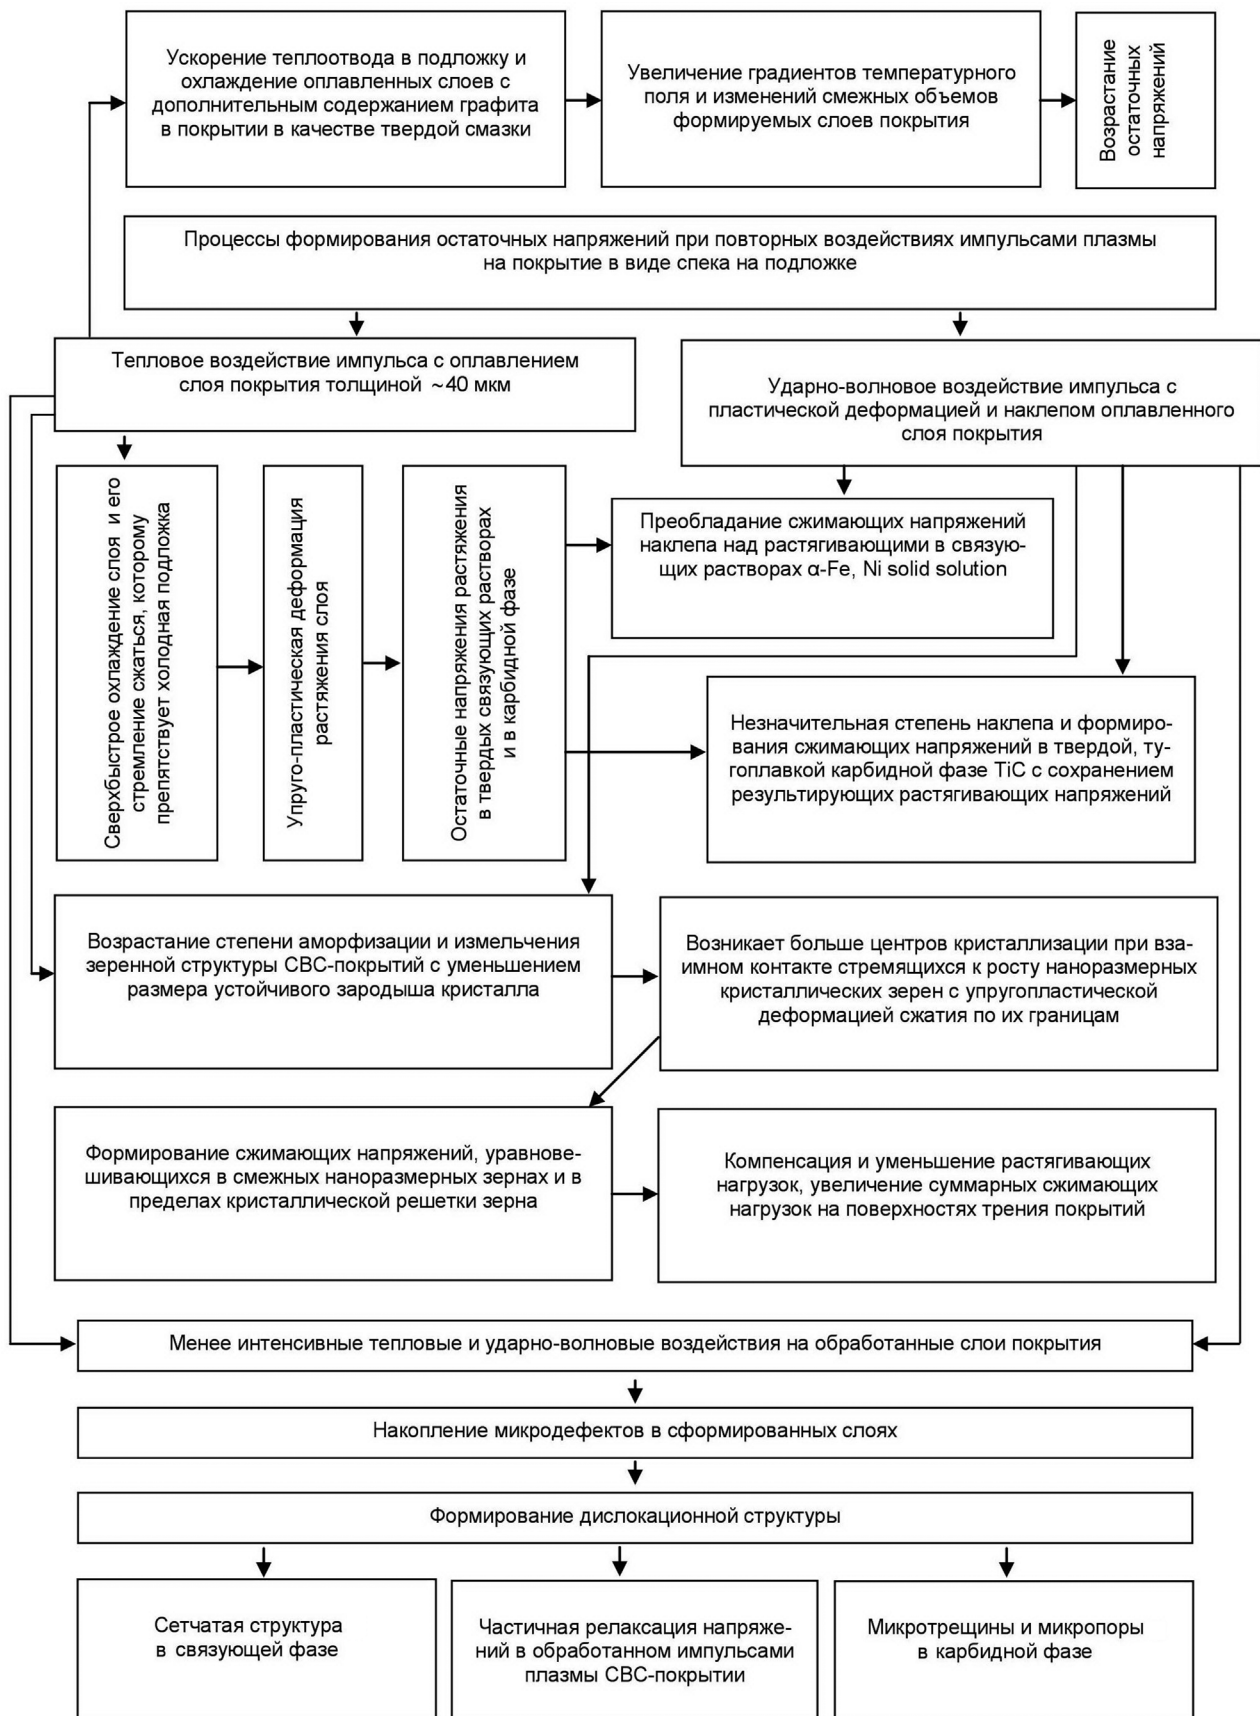 Ускорение теплоотвода в подложку и
охлаждение оплавленных слоев с
дополнительным содержанием графита
в покрытии в качестве твердой смазки
Увеличение градиентов температурного
поля и изменений смежных объемов
формируемых слоев покрытия
Возрастание
остаточных
напряжений
Процессы формирования остаточных напряжений при повторных воздействиях импульсами плазмы
на покрытие в виде спека на подложке
Тепловое воздействие импульса с оплавлением
слоя покрытия толщиной ~40 мкм
Ударно-волновое воздействие импульса с
пластической деформацией и наклепом оплавленного
слоя покрытия
Сверхбыстрое охлаждение слоя и его
стремление сжаться, которому
препятствует холодная подложка
Упруго-пластическая деформация
растяжения слоя
Остаточные напряжения растяжения
в твердых связующих растворах
и в карбидной фазе
Преобладание сжимающих напряжений
наклепа над растягивающими в связую-
щих растворах α-Fe, Ni solid solution
Незначительная степень наклепа и формиро-
вания сжимающих напряжений в твердой, ту-
гоплавкой карбидной фазе TiC с сохранением
результирующих растягивающих напряжений
Возрастание степени аморфизации и измельчения
зеренной структуры СВС-покрытий с уменьшением
размера устойчивого зародыша кристалла
Возникает больше центров кристаллизации при вза-
имном контакте стремящихся к росту наноразмерных
кристаллических зерен с упругопластической
деформацией сжатия по их границам
Формирование сжимающих напряжений, уравнове-
шивающихся в смежных наноразмерных зернах и в
пределах кристаллической решетки зерна
Компенсация и уменьшение растягивающих
нагрузок, увеличение суммарных сжимающих
нагрузок на поверхностях трения покрытий
Менее интенсивные тепловые и ударно-волновые воздействия на обработанные слои покрытия
Накопление микродефектов в сформированных слоях
Формирование дислокационной структуры
Сетчатая структура
в связующей фазе
Частичная релаксация напряже-
ний в обработанном импульсами
плазмы СВС-покрытии
Микротрещины и микропоры
в карбидной фазе